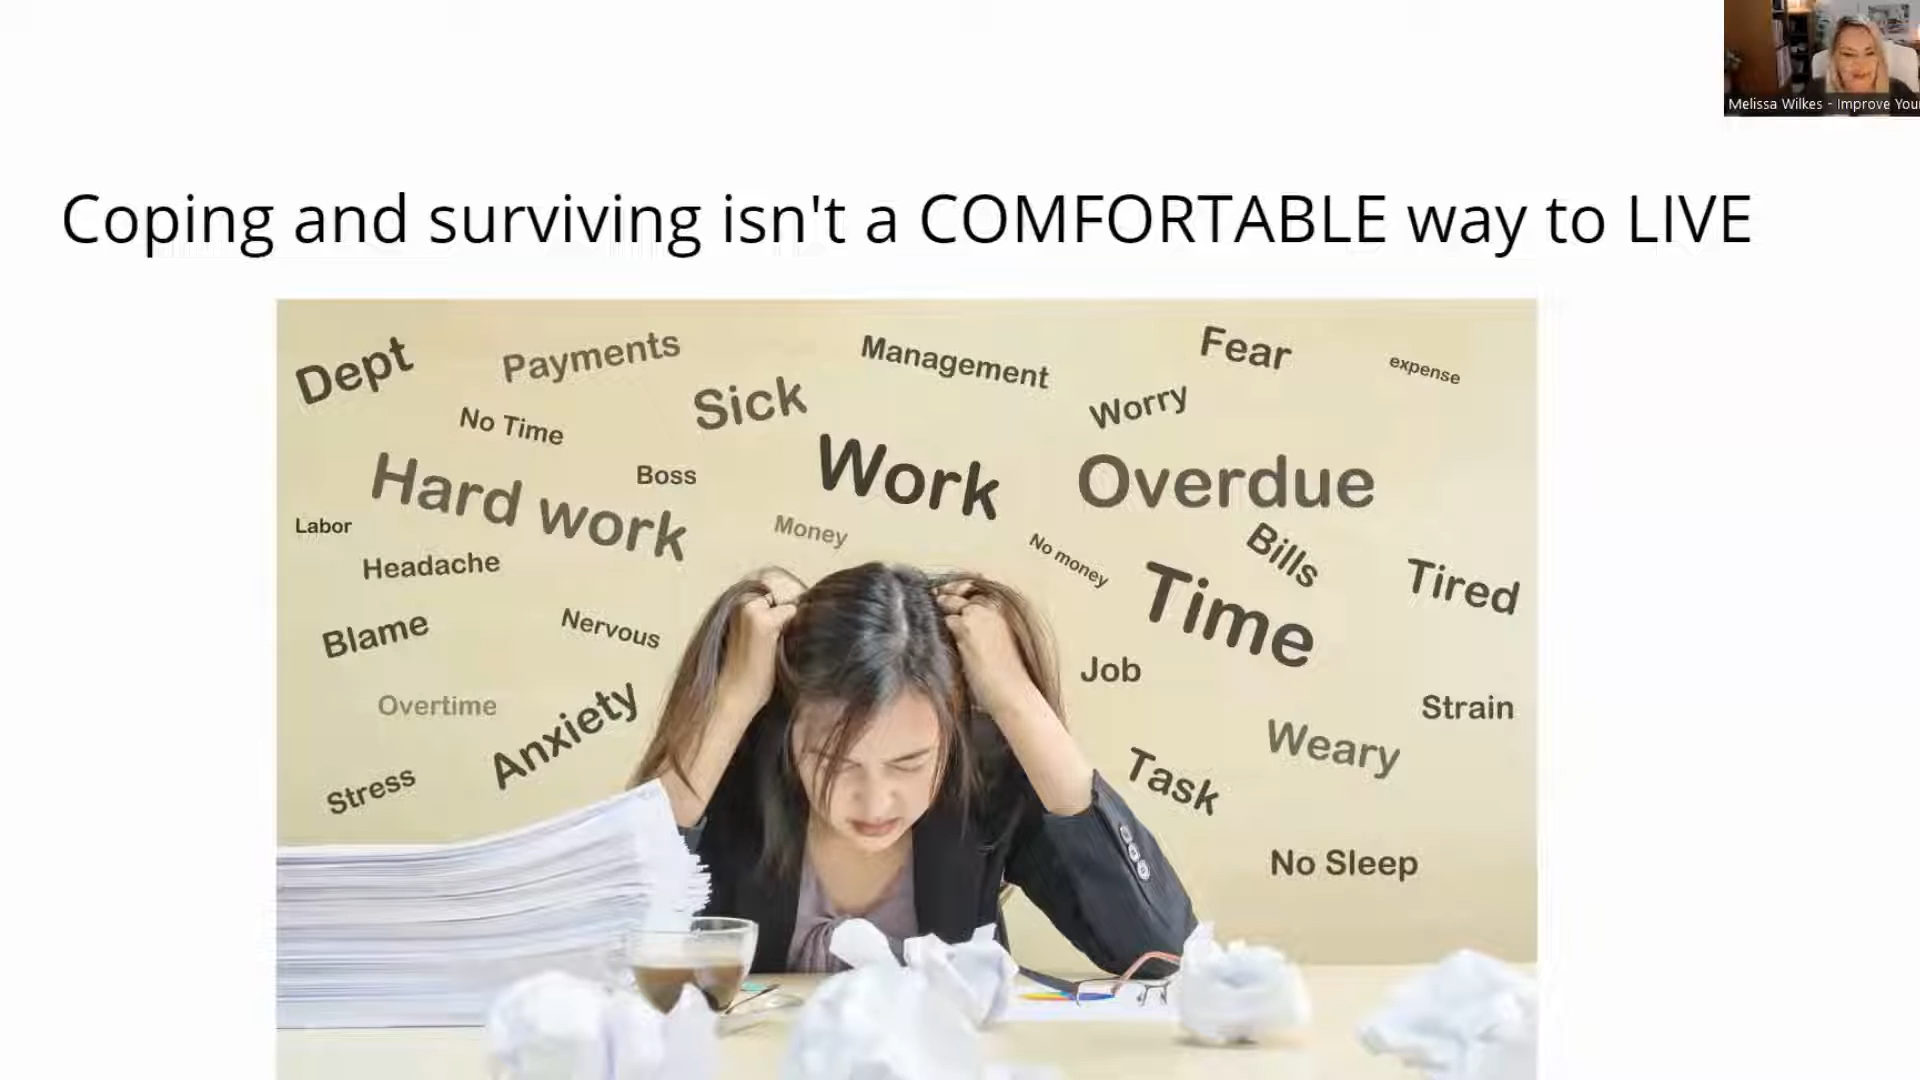 Melissa Wilkes - Improve You
Coping and surviving isn't a COMFORTABLE way to LIVE
Dept
Payments
Management
Fear
expense
Sick
Worry
No Time
Work
Overdue
Hard work
Boss
Labor
Money
No money
Bills
Tired
Headache
Time
Blame
Nervous
Job
Overtime
Anxiety
Strain
Weary
Stress
Task
No Sleep